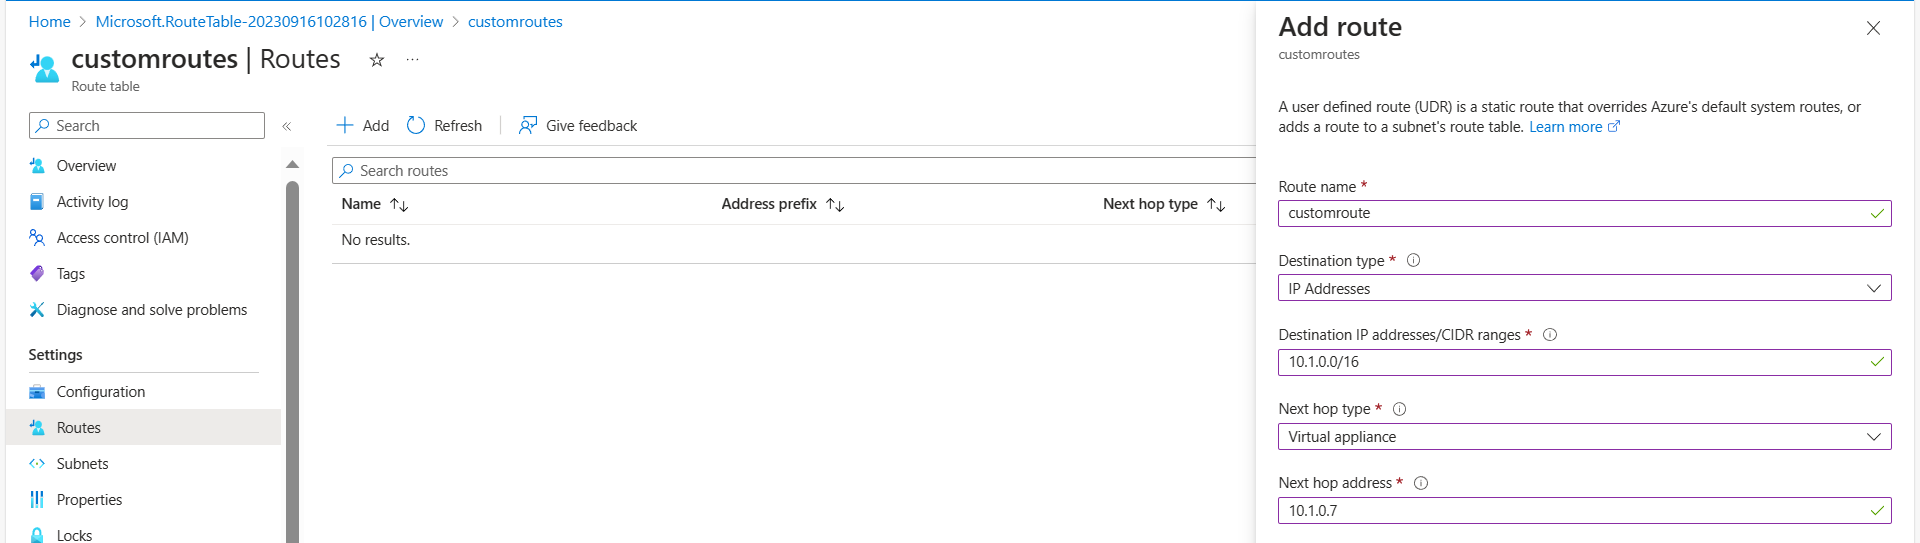 Home > Microsoft.RouteTable-20230916102816 | Overview > customroutes
customroutes | Routes
Route table
Search
Overview
Activity log
Access control (IAM)
Tags
Diagnose and solve problems
Settings
Configuration
Routes
Subnets
Properties
Locks
Add Refresh Give feedback
Search routes
Name Address prefix Next hop type
No results.
Add route
customroutes
A user defined route (UDR) is a static route that overrides Azure's default system routes, or
adds a route to a subnet's route table. Learn more
Route name *
customroute
Destination type *
IP Addresses
Destination IP addresses/CIDR ranges *
10.1.0.0/16
Next hop type *
Virtual appliance
Next hop address *
10.1.0.7